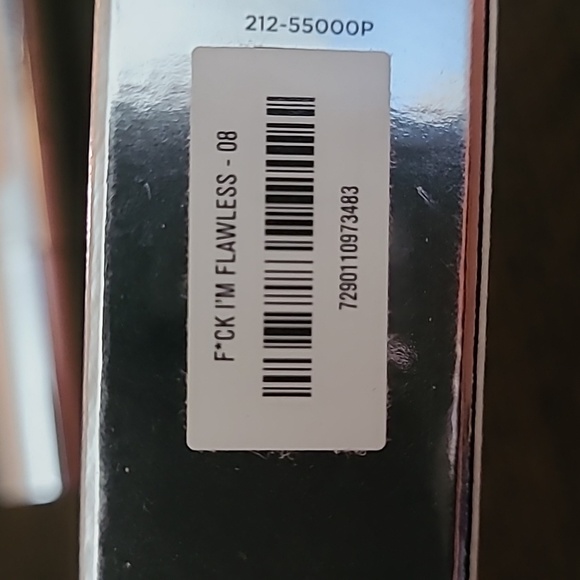 212-55000P
F*CK I'M FLAWLESS - 08
7290110973483